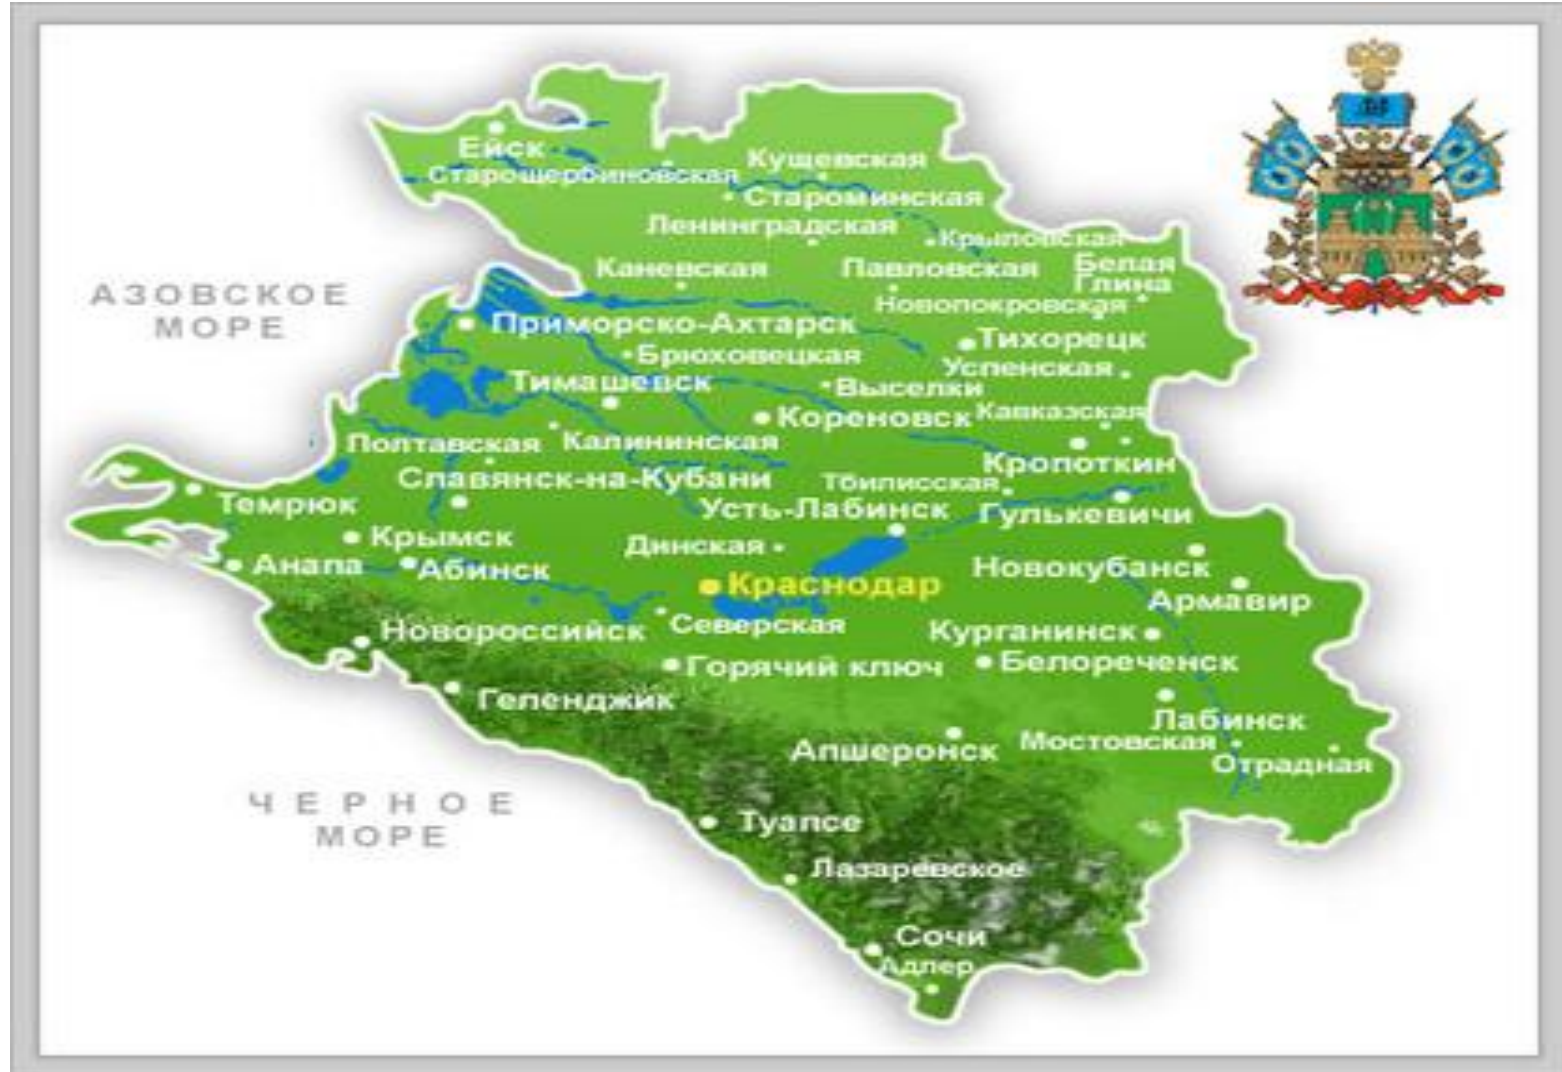 Ейск
Старощербиновская
Кущевская
Староминская
Ленинградская
Крыловская
Каневская
Павловская
Белая
Глина
АЗОВСКОЕ
МОРЕ
Новопокровская
Приморско-Ахтарск
Тихорецк
Брюховецкая
Успенская
Тимашевск
Выселки
Кореновск
Кавказская
Полтавская
Калининская
Кропоткин
Славянск-на-Кубани
Тбилисская
Темрюк
Усть-Лабинск
Гулькевичи
Крымск
Динская
Анапа
Абинск
Новокубанск
Краснодар
Армавир
Новороссийск
Северская
Курганинск
Горячий ключ
Белореченск
Геленджик
Лабинск
Апшеронск
Мостовская
Отрадная
ЧЕРНОЕ
МОРЕ
Туапсе
Лазаревское
Сочи
Адлер